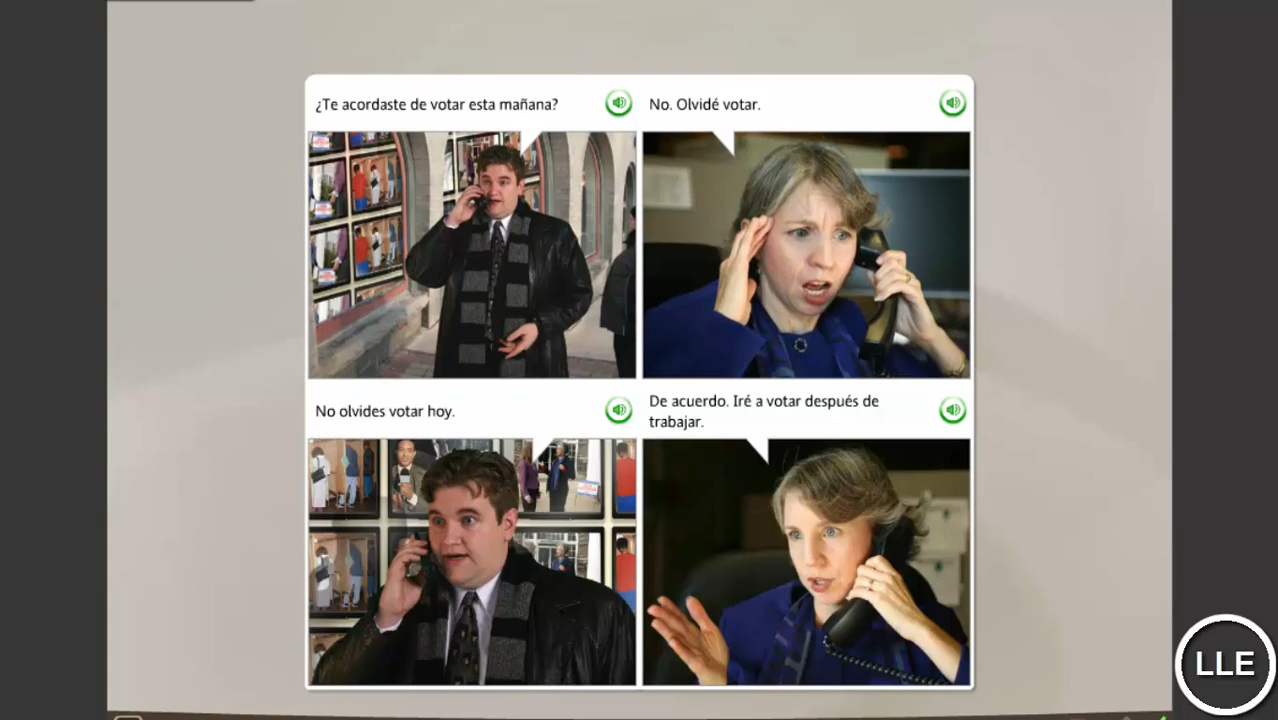 ¿Te acordaste de votar esta mañana?
No. Olvidé votar.
No olvides votar hoy.
De acuerdo. Iré a votar después de
trabajar.
LLE